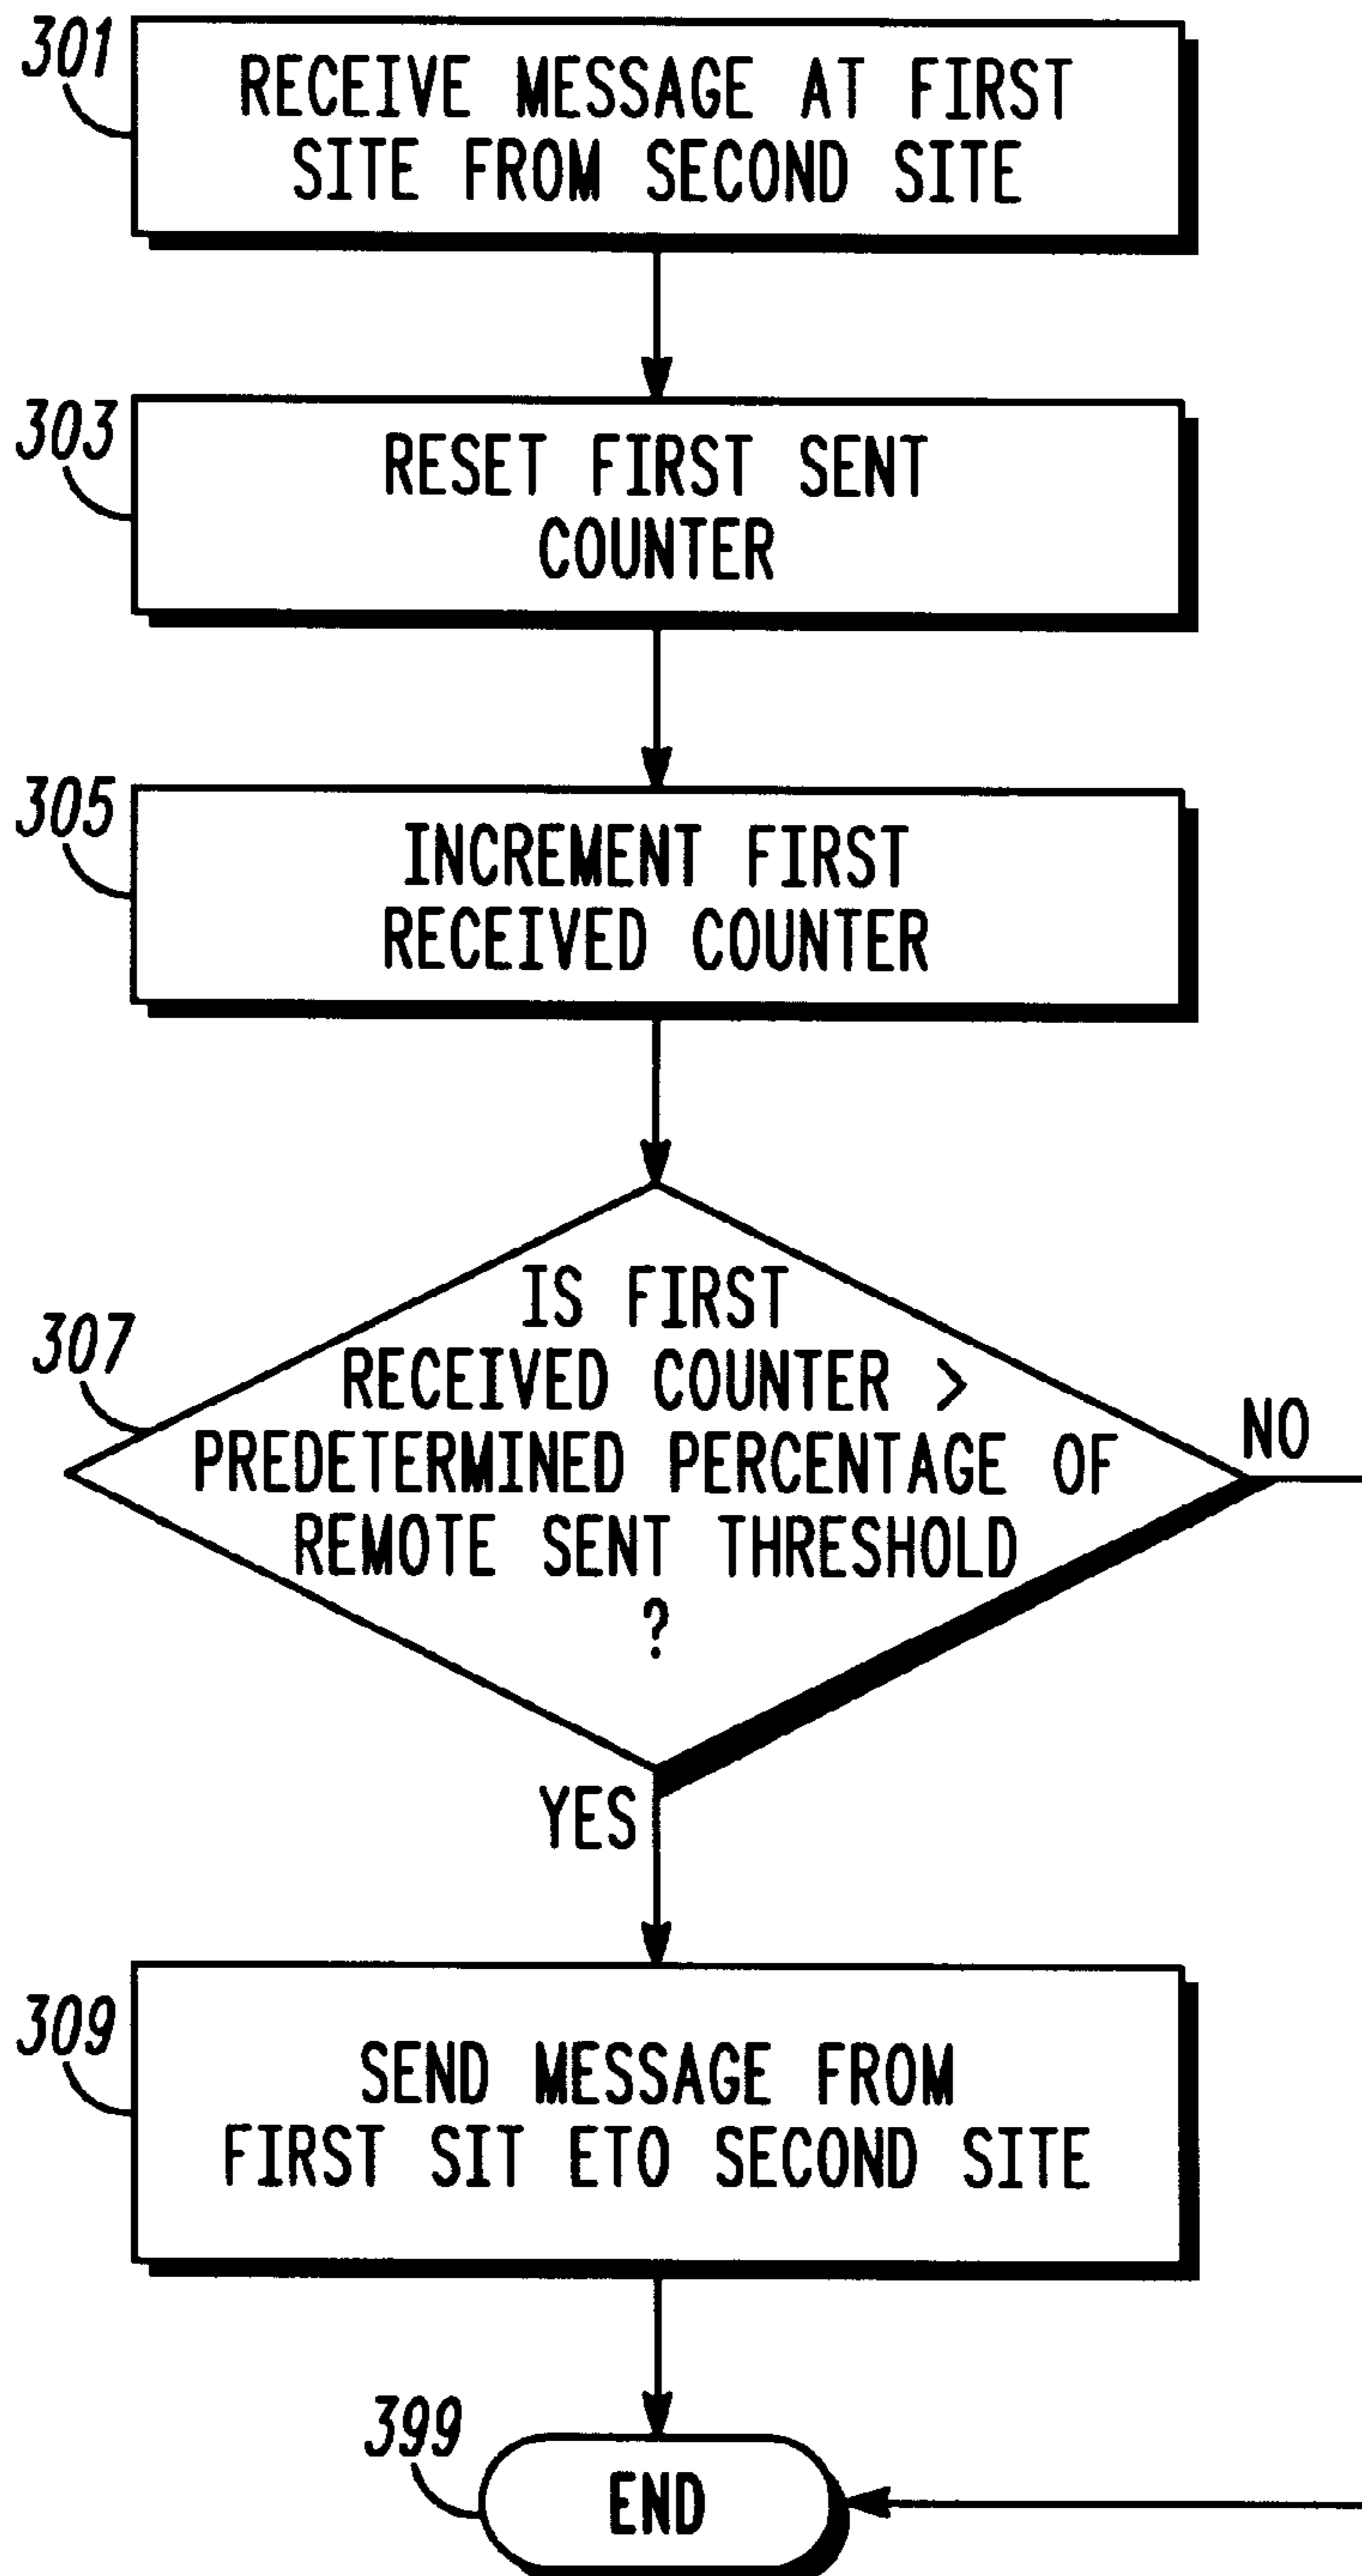 301
RECEIVE MESSAGE AT FIRST
SITE FROM SECOND SITE
303
RESET FIRST SENT
COUNTER
305
INCREMENT FIRST
RECEIVED COUNTER
307
IS FIRST
RECEIVED COUNTER >
PREDETERMINED PERCENTAGE OF
REMOTE SENT THRESHOLD
?
NO
YES
309
SEND MESSAGE FROM
FIRST SIT ETO SECOND SITE
399
END